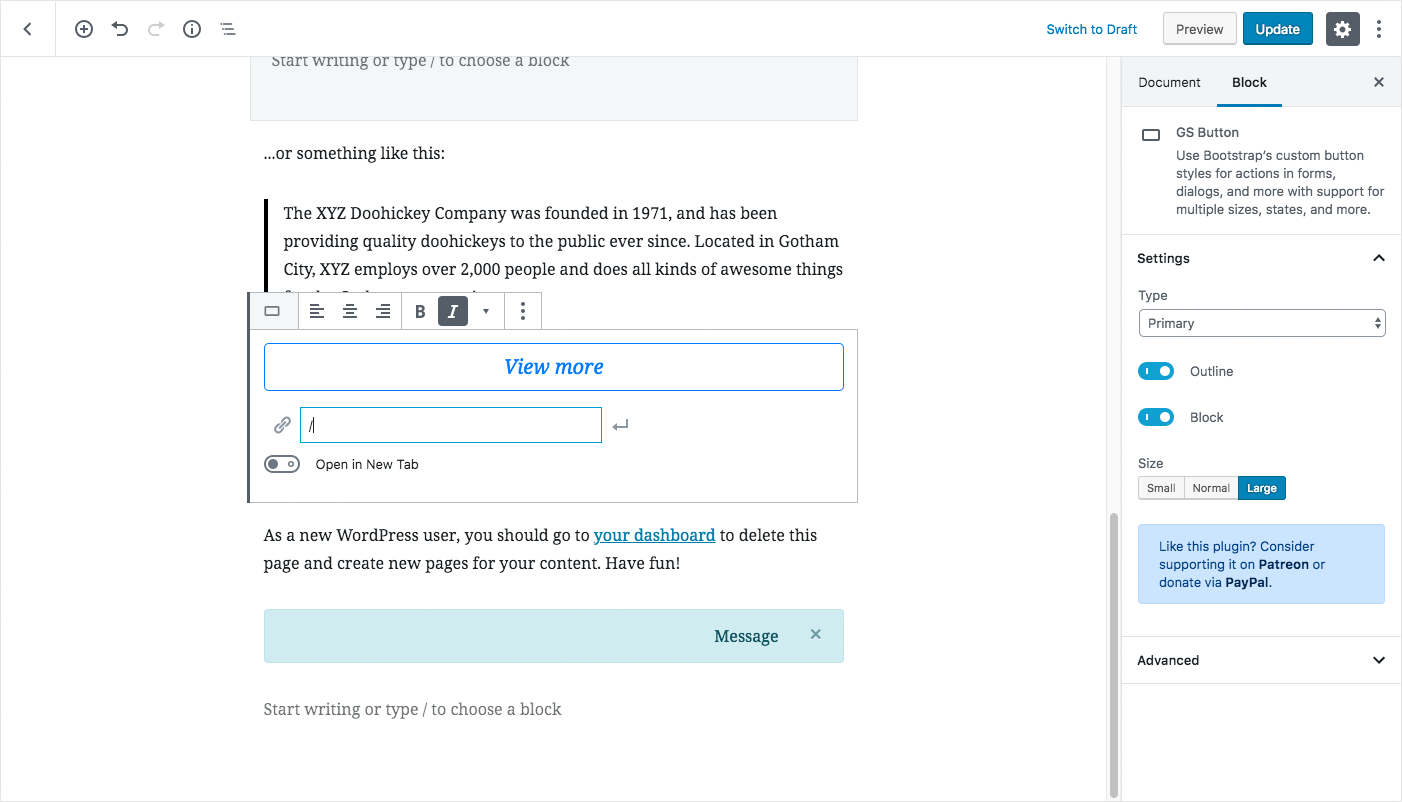 Switch to Draft
Preview
Update
Start writing or type / to choose a block
...or something like this:
The XYZ Doohickey Company was founded in 1971, and has been
providing quality doohickeys to the public ever since. Located in Gotham
City, XYZ employs over 2,000 people and does all kinds of awesome things
B I
View more
/
Open in New Tab
As a new WordPress user, you should go to your dashboard to delete this
page and create new pages for your content. Have fun!
Message
Start writing or type / to choose a block
Document
Block
GS Button
Use Bootstrap's custom button
styles for actions in forms,
dialogs, and more with support for
multiple sizes, states, and more.
Settings
Type
Primary
Outline
Block
Size
Small
Normal
Large
Like this plugin? Consider
supporting it on Patreon or
donate via PayPal.
Advanced